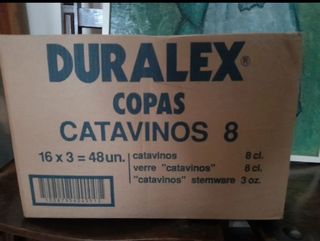 DURALEX®
COPAS
CATAVINOS 8
16 x 3 = 48 un.
catavinos 8 cl.
verre "catavinos" 8 cl.
"catavinos" stemware 3 oz.